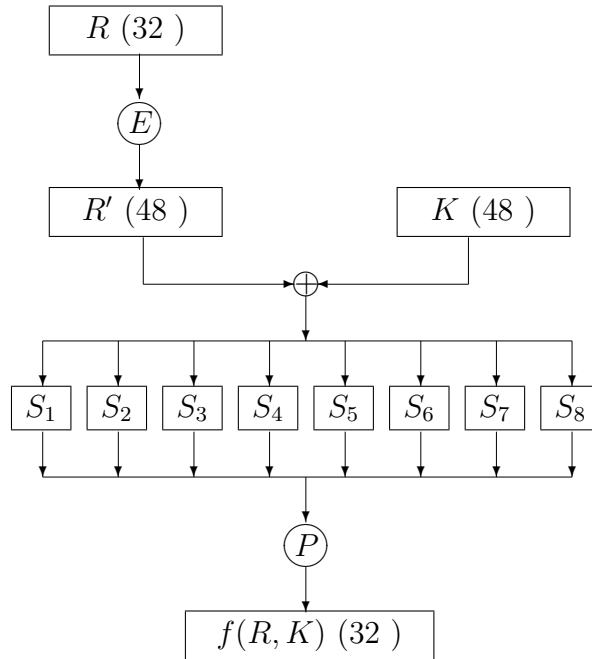 R (32 )
E
R′ (48 )
K (48 )
S₁ S₂ S₃ S₄ S₅ S₆ S₇ S₈
P
f(R, K) (32 )